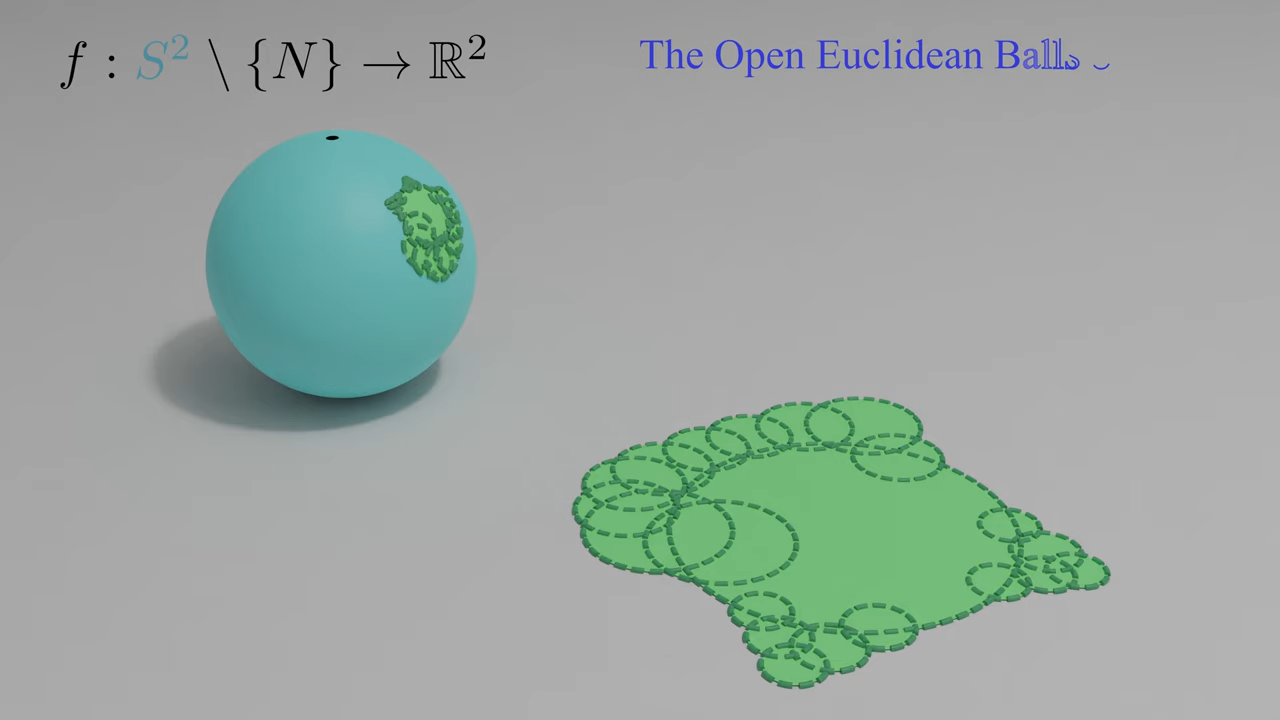 f : S² \ {N} → ℝ²
The Open Euclidean Balls